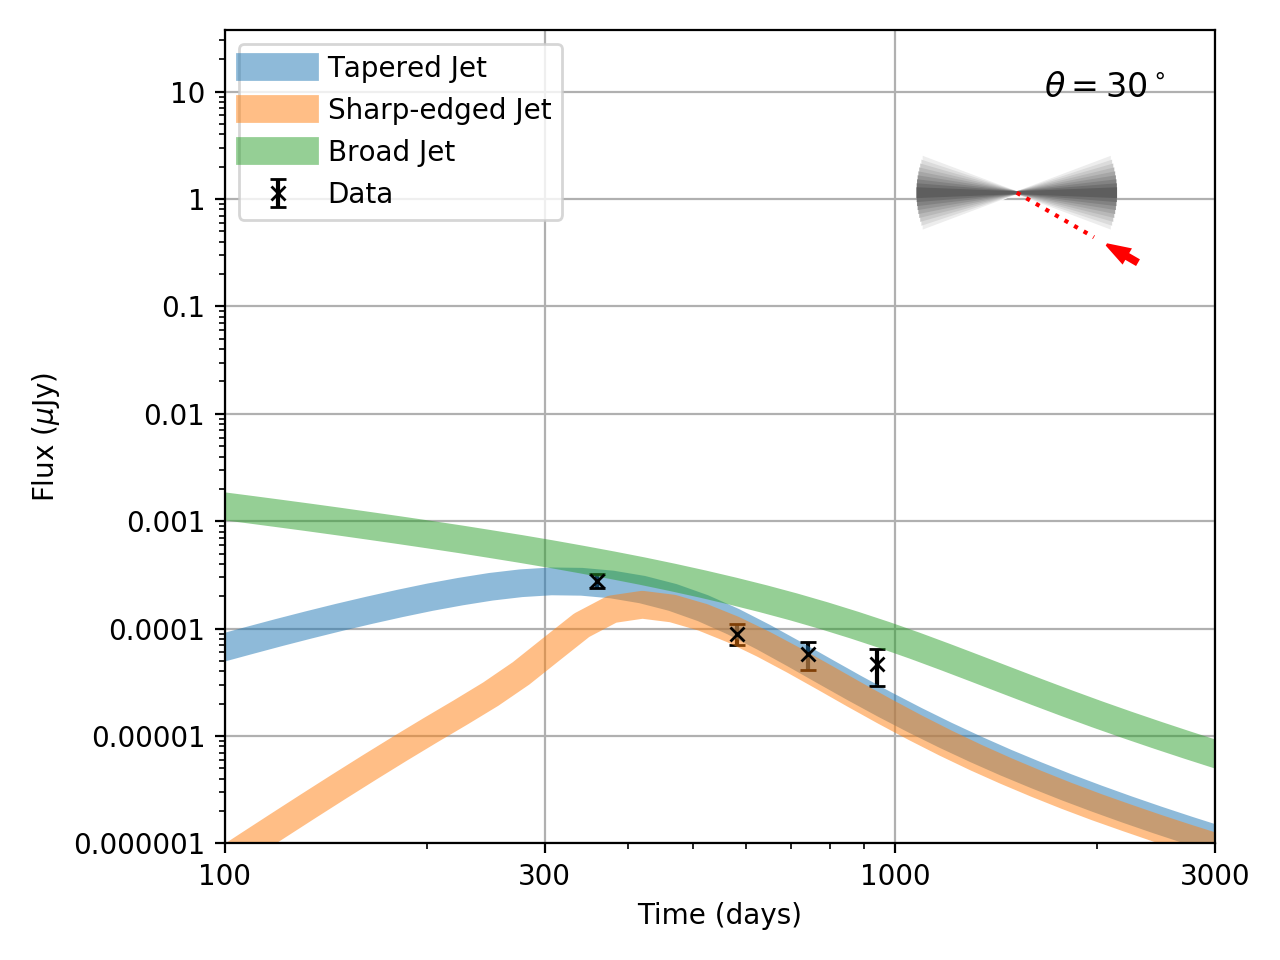 Tapered Jet
Sharp-edged Jet
Broad Jet
Data
θ = 30°
10
1
0.1
0.01
0.001
0.0001
0.00001
0.000001
Flux (μJy)
100
300
1000
3000
Time (days)